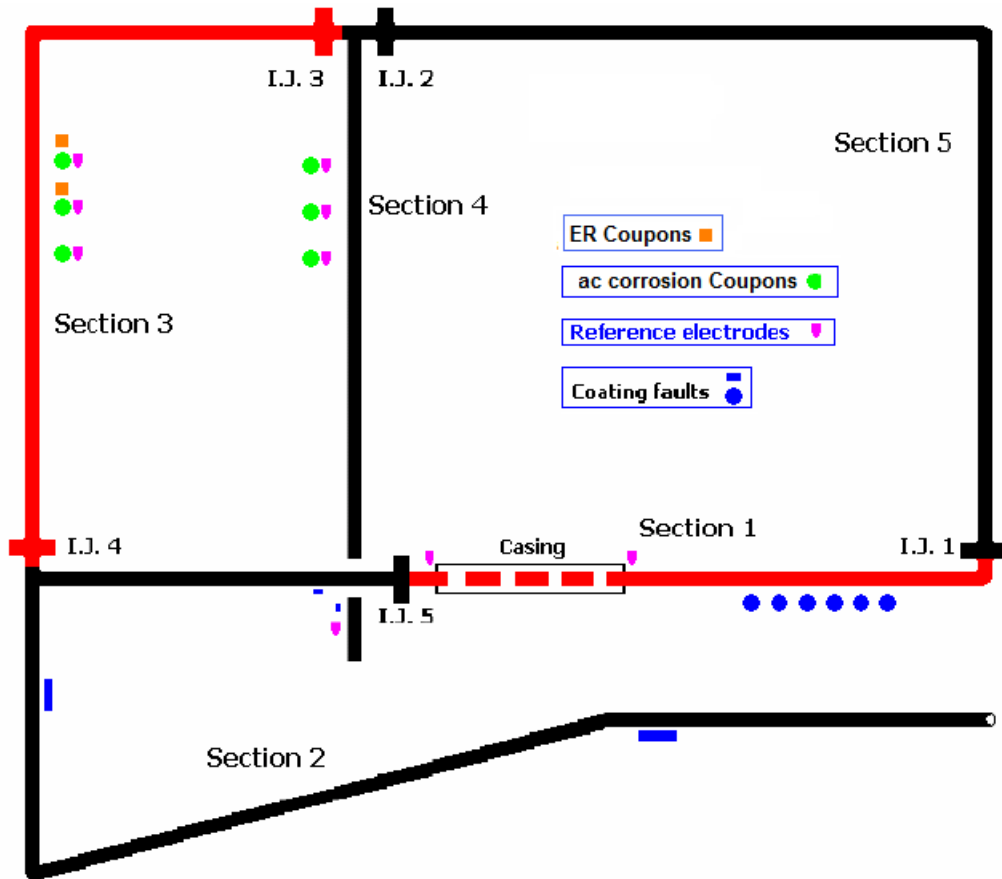 I.J. 3
I.J. 2
Section 5
Section 4
ER Coupons
ac corrosion Coupons
Section 3
Reference electrodes
Coating faults
Section 1
I.J. 4
Casing
I.J. 1
I.J. 5
Section 2